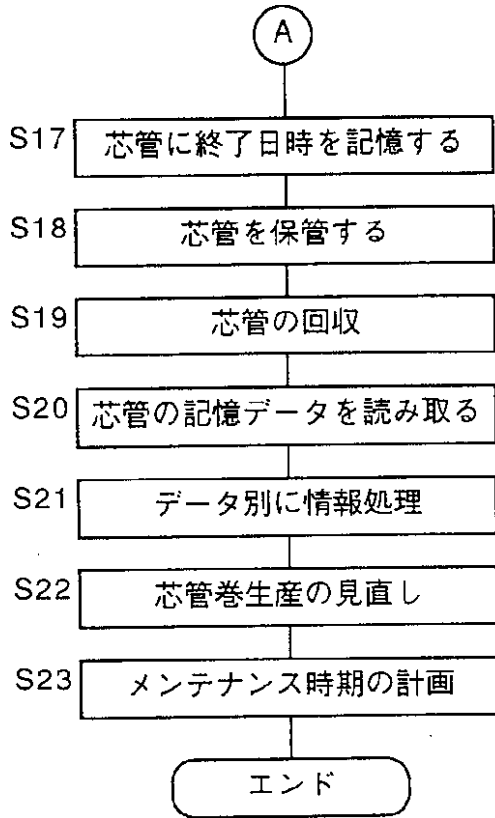 A
S17 芯管に終了日時を記憶する
S18 芯管を保管する
S19 芯管の回収
S20 芯管の記憶データを読み取る
S21 データ別に情報処理
S22 芯管巻生産の見直し
S23 メンテナンス時期の計画
エンド